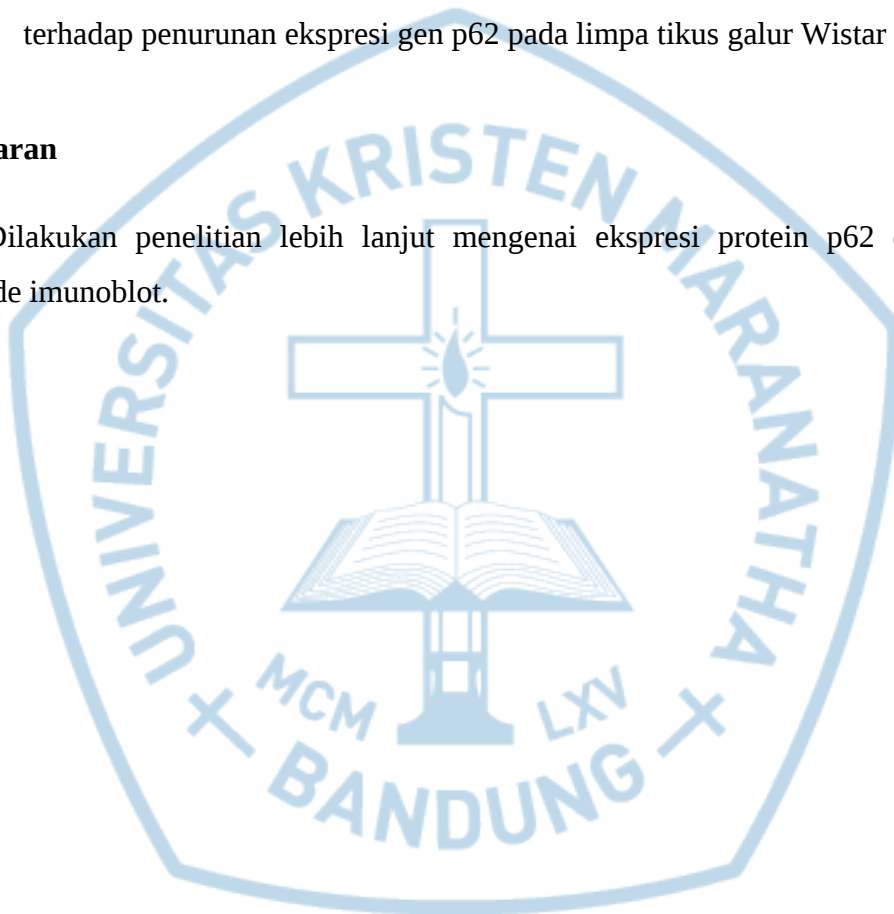 terhadap penurunan ekspresi gen p62 pada limpa tikus galur Wistar
aran
Dilakukan penelitian lebih lanjut mengenai ekspresi protein p62
de imunoblot.
UNIVERSITAS KRISTEN MARANATHA
MCM LXV
BANDUNG